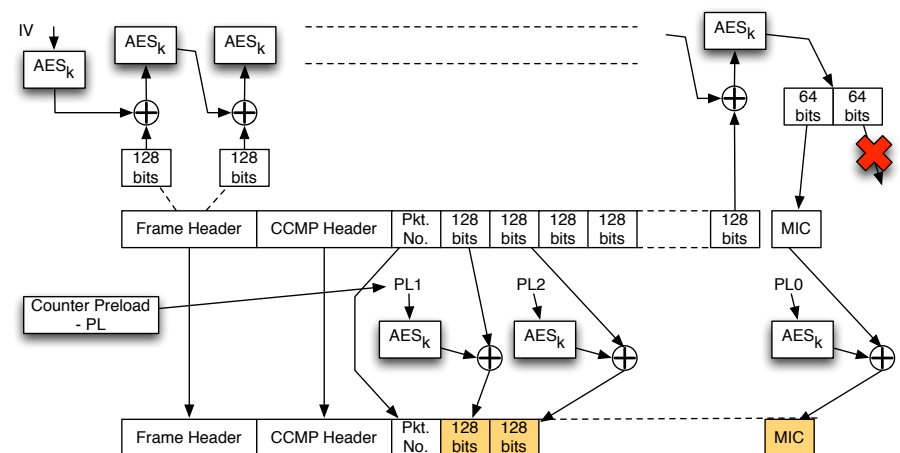 IV
AESk
AESk
AESk
AESk
64 bits
64 bits
128 bits
128 bits
Frame Header
CCMP Header
Pkt. No.
128 bits
128 bits
128 bits
128 bits
128 bits
MIC
Counter Preload - PL
PL1
PL2
PL0
AESk
AESk
AESk
Frame Header
CCMP Header
Pkt. No.
128 bits
128 bits
MIC